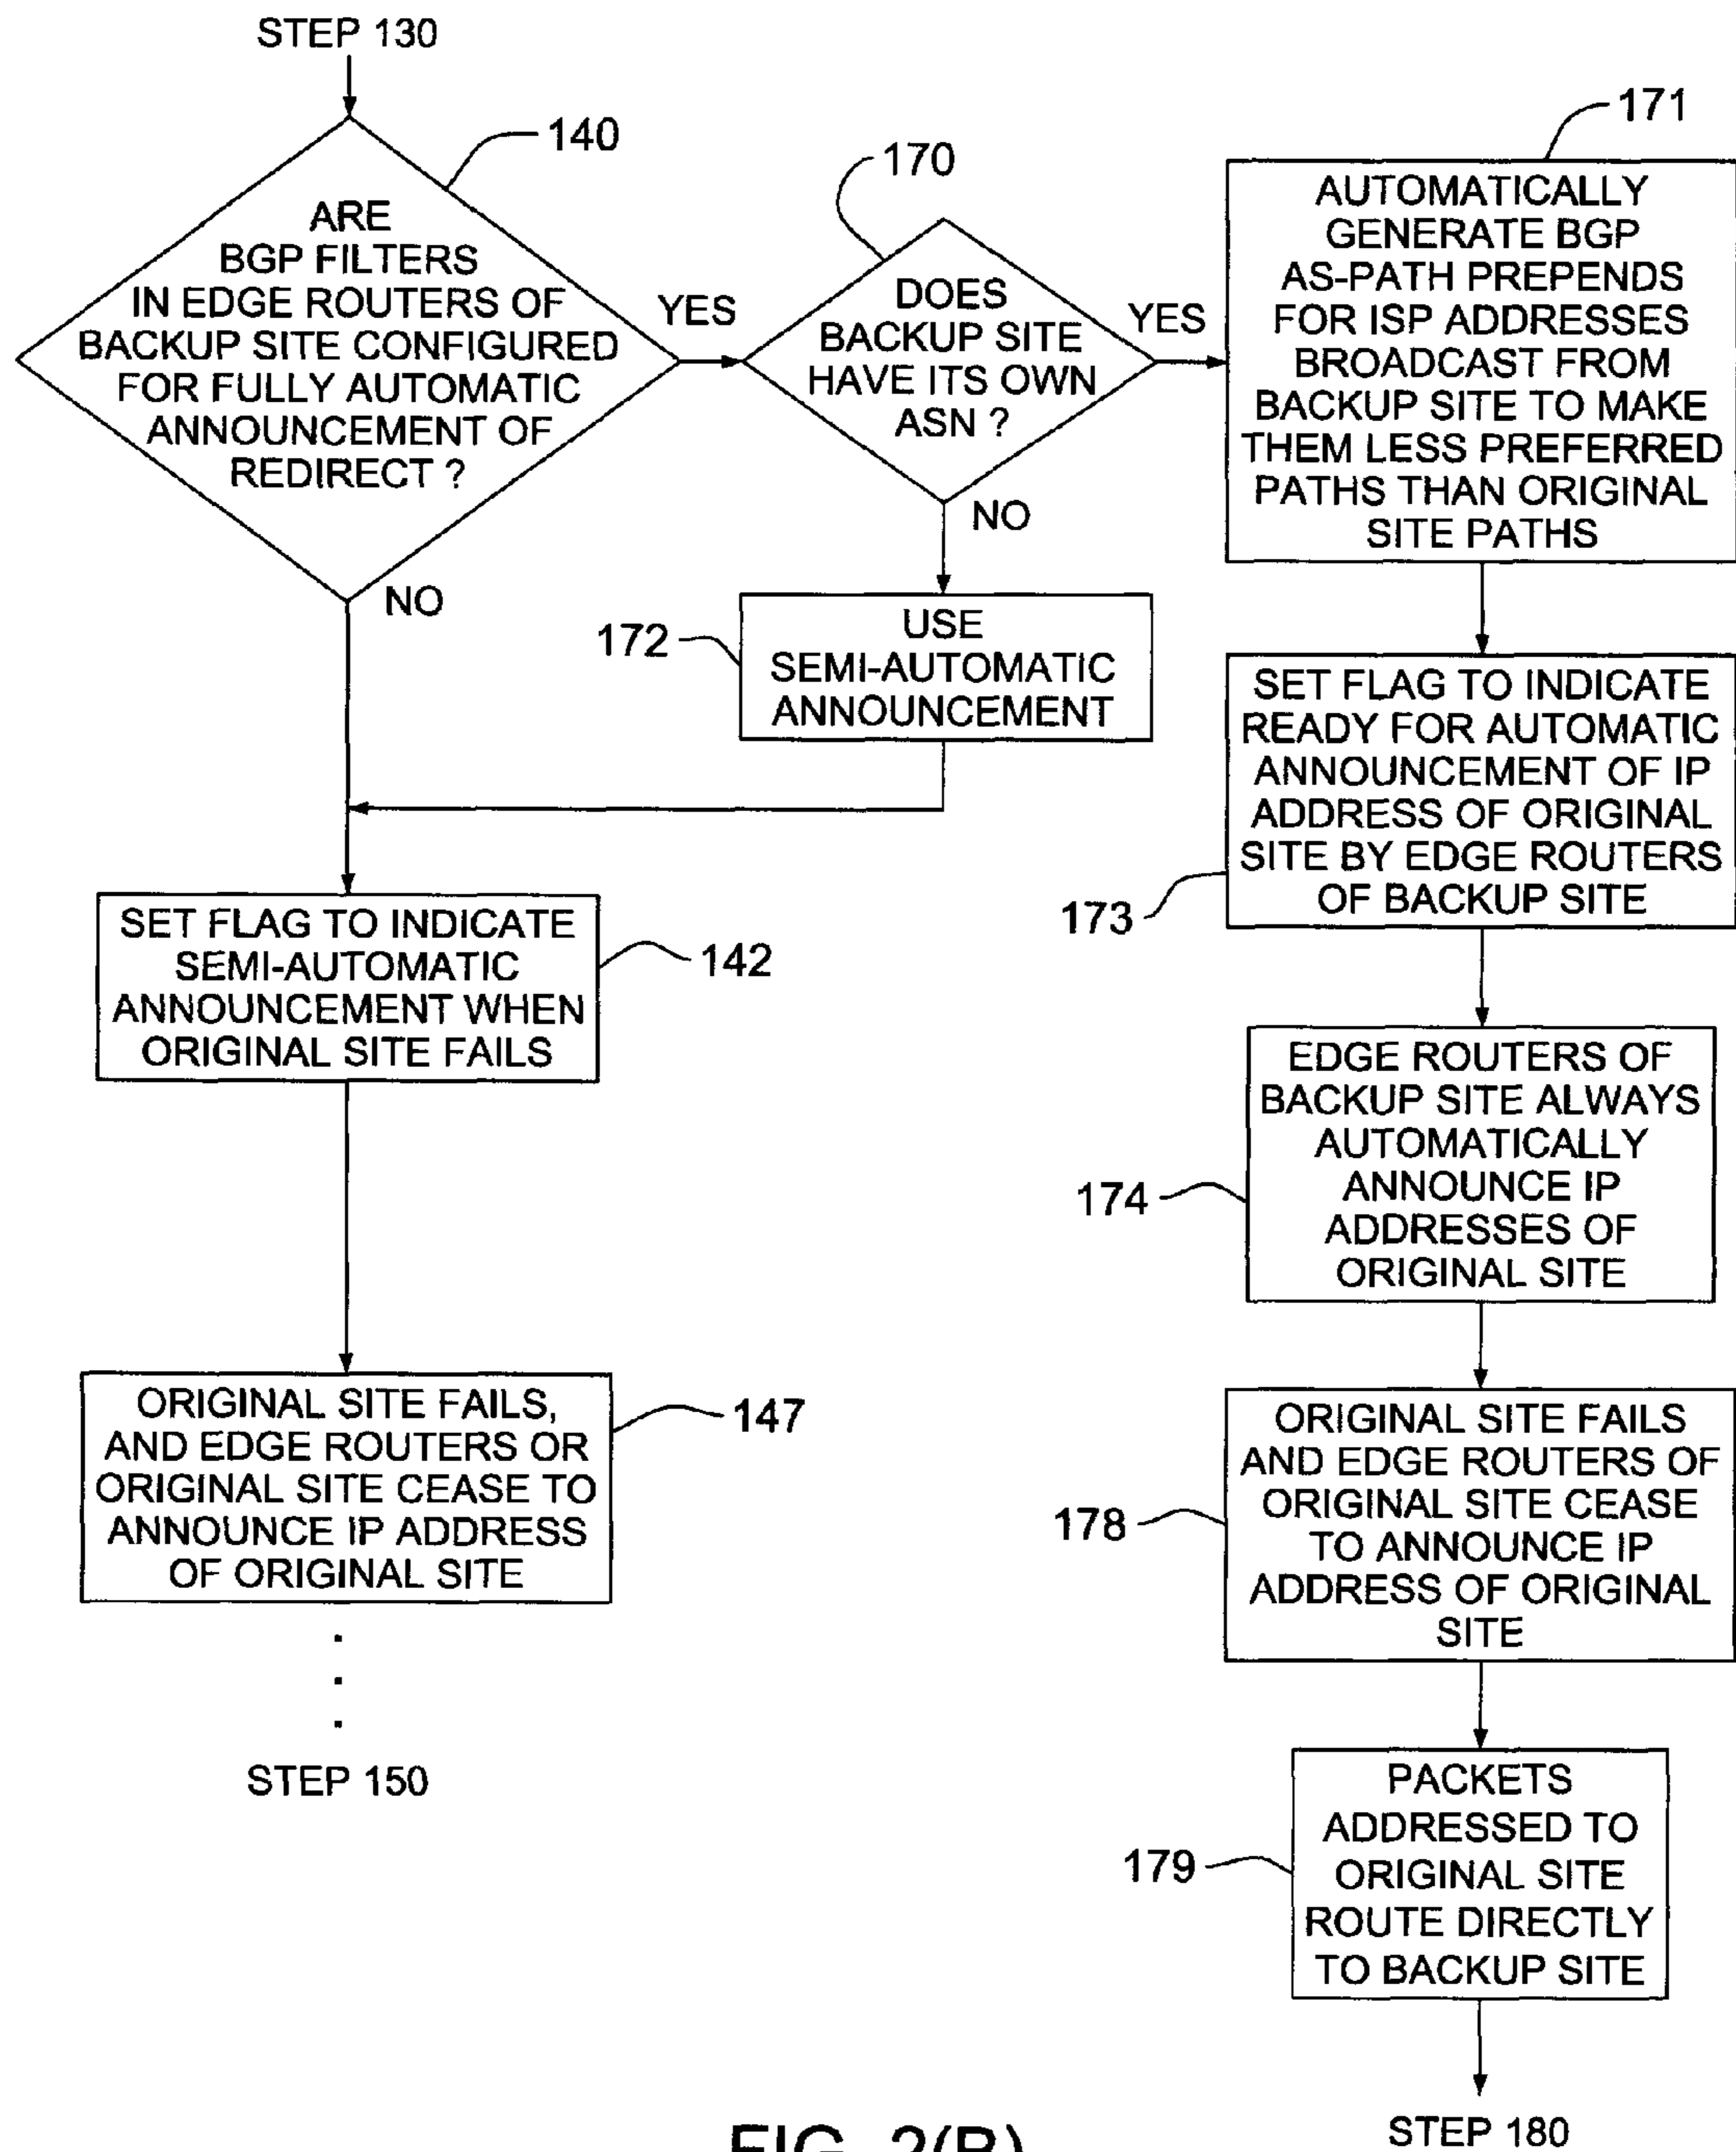 STEP 130
140
ARE
BGP FILTERS
IN EDGE ROUTERS OF
BACKUP SITE CONFIGURED
FOR FULLY AUTOMATIC
ANNOUNCEMENT OF
REDIRECT ?
YES
NO
170
DOES
BACKUP SITE
HAVE ITS OWN
ASN ?
YES
NO
171
AUTOMATICALLY
GENERATE BGP
AS-PATH PREPENDS
FOR ISP ADDRESSES
BROADCAST FROM
BACKUP SITE TO MAKE
THEM LESS PREFERRED
PATHS THAN ORIGINAL
SITE PATHS
172
USE
SEMI-AUTOMATIC
ANNOUNCEMENT
SET FLAG TO INDICATE
READY FOR AUTOMATIC
ANNOUNCEMENT OF IP
ADDRESS OF ORIGINAL
SITE BY EDGE ROUTERS
OF BACKUP SITE
173
SET FLAG TO INDICATE
SEMI-AUTOMATIC
ANNOUNCEMENT WHEN
ORIGINAL SITE FAILS
142
EDGE ROUTERS OF
BACKUP SITE ALWAYS
AUTOMATICALLY
ANNOUNCE IP
ADDRESSES OF
ORIGINAL SITE
174
ORIGINAL SITE FAILS,
AND EDGE ROUTERS OR
ORIGINAL SITE CEASE TO
ANNOUNCE IP ADDRESS
OF ORIGINAL SITE
147
ORIGINAL SITE FAILS
AND EDGE ROUTERS OF
ORIGINAL SITE CEASE
TO ANNOUNCE IP
ADDRESS OF ORIGINAL
SITE
178
STEP 150
PACKETS
ADDRESSED TO
ORIGINAL SITE
ROUTE DIRECTLY
TO BACKUP SITE
179
STEP 180
FIG. 2(B)